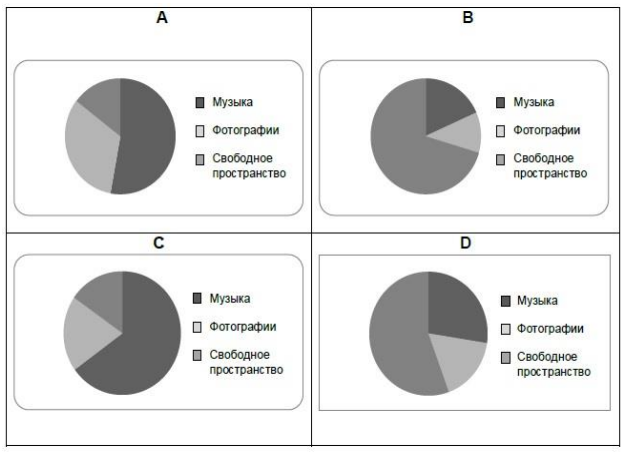 A
Музыка
Фотографии
Свободное
пространство
B
Музыка
Фотографии
Свободное
пространство
C
Музыка
Фотографии
Свободное
пространство
D
Музыка
Фотографии
Свободное
пространство